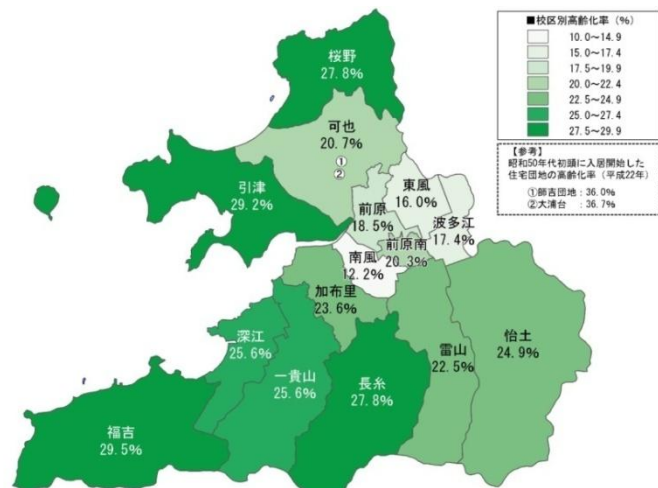 ■校区別高齢化率(%)
10.0~14.9
15.0~17.4
17.5~19.9
20.0~22.4
22.5~24.9
25.0~27.4
27.5~29.9
【参考】
昭和50年代初頭に入居開始した
住宅団地の高齢化率(平成22年)
①師吉団地:36.0%
②大浦台 :36.7%
桜野
27.8%
可也
20.7%
①
②
引津
29.2%
東風
16.0%
前原
18.5%
波多江
17.4%
前原南
20.3%
南風
12.2%
加布里
23.6%
怡土
24.9%
雷山
22.5%
深江
25.6%
一貴山
25.6%
長糸
27.8%
福吉
29.5%